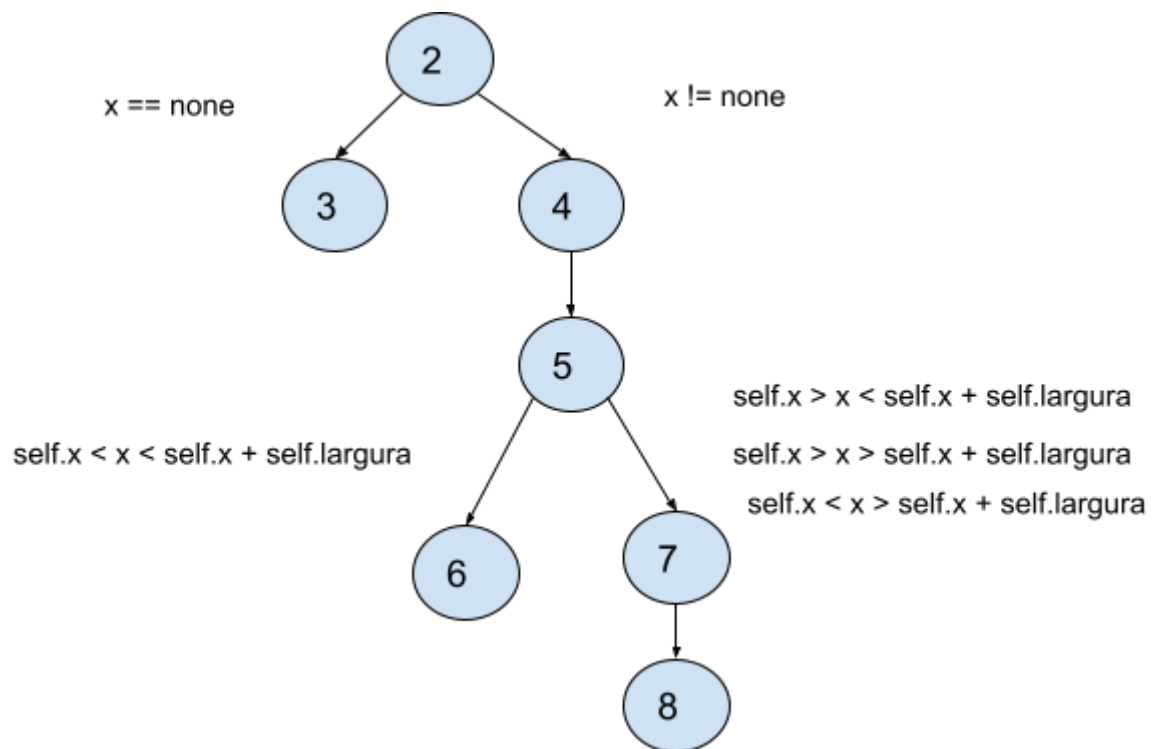 2
x == none
x != none
3
4
5
self.x > x < self.x + self.largura
self.x < x < self.x + self.largura
self.x > x > self.x + self.largura
self.x < x > self.x + self.largura
6
7
8